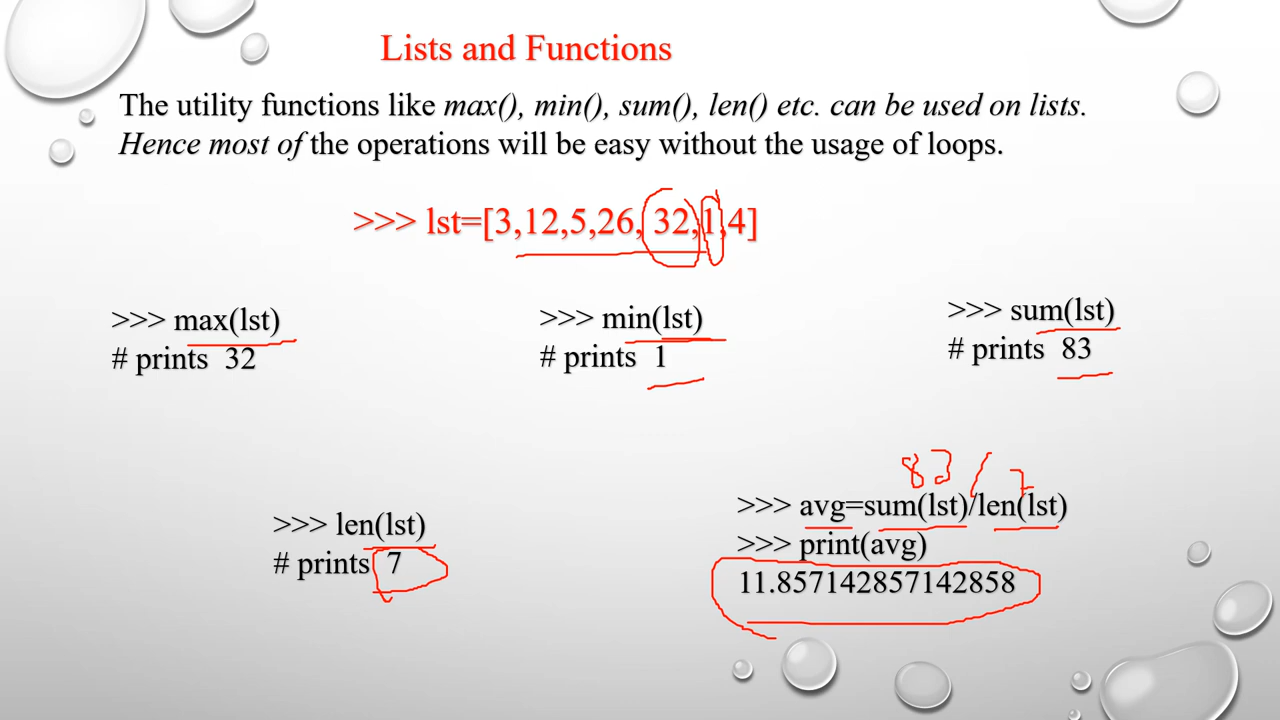 Lists and Functions
The utility functions like max(), min(), sum(), len() etc. can be used on lists.
Hence most of the operations will be easy without the usage of loops.
>>> lst=[3,12,5,26, 32,1,4]
>>> max(lst)
# prints 32
>>> min(lst)
# prints 1
>>> sum(lst)
# prints 83
>>> len(lst)
# prints 7
83 / 7
>>> avg=sum(lst)/len(lst)
>>> print(avg)
11.857142857142858